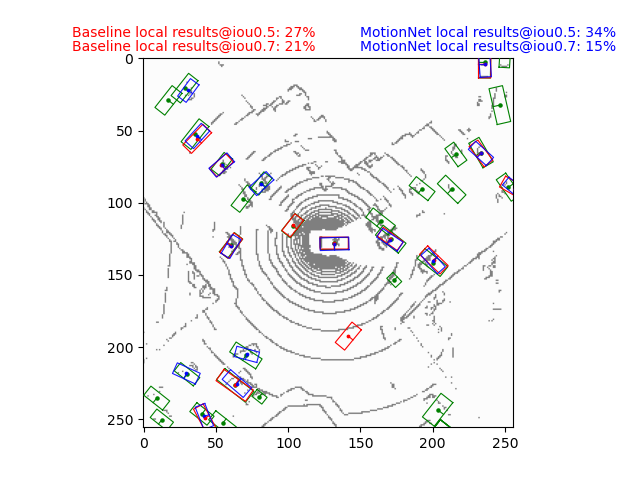 Baseline local results@iou0.5: 27% MotionNet local results@iou0.5: 34%
Baseline local results@iou0.7: 21% MotionNet local results@iou0.7: 15%
0
50
100
150
200
250
0 50 100 150 200 250